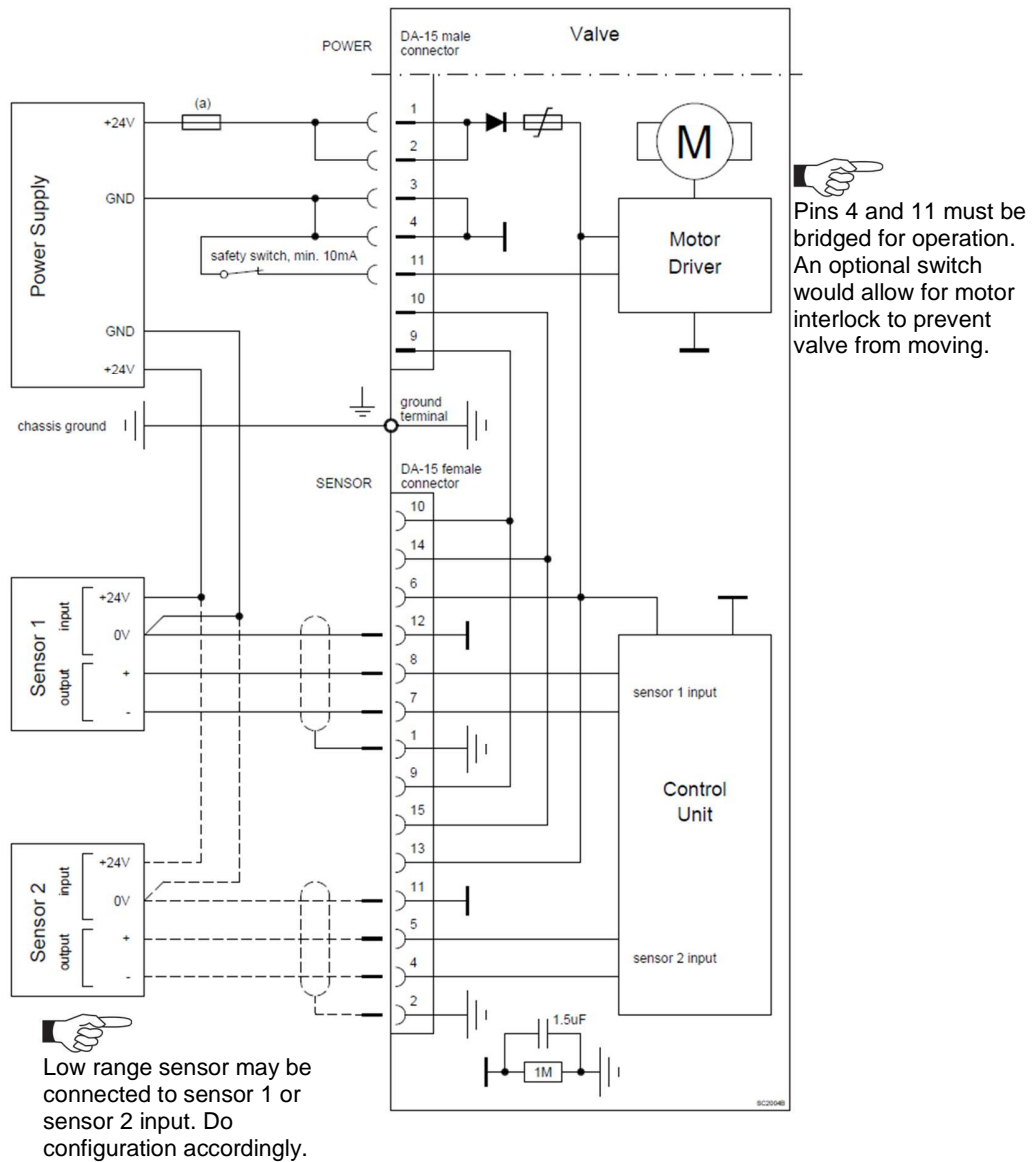 Valve
POWER
DA-15 male
connector
Power Supply
+24V
(a)
GND
safety switch, min. 10mA
GND
+24V
1
2
3
4
11
10
9
M
Motor
Driver
Pins 4 and 11 must be
bridged for operation.
An optional switch
would allow for motor
interlock to prevent
valve from moving.
chassis ground
ground
terminal
SENSOR
DA-15 female
connector
10
14
6
12
8
7
1
9
15
13
11
5
4
2
Sensor 1
input
+24V
0V
output
+
-
Sensor 2
input
+24V
0V
output
+
-
sensor 1 input
Control
Unit
sensor 2 input
1.5uF
1M
SC2004B
Low range sensor may be
connected to sensor 1 or
sensor 2 input. Do
configuration accordingly.